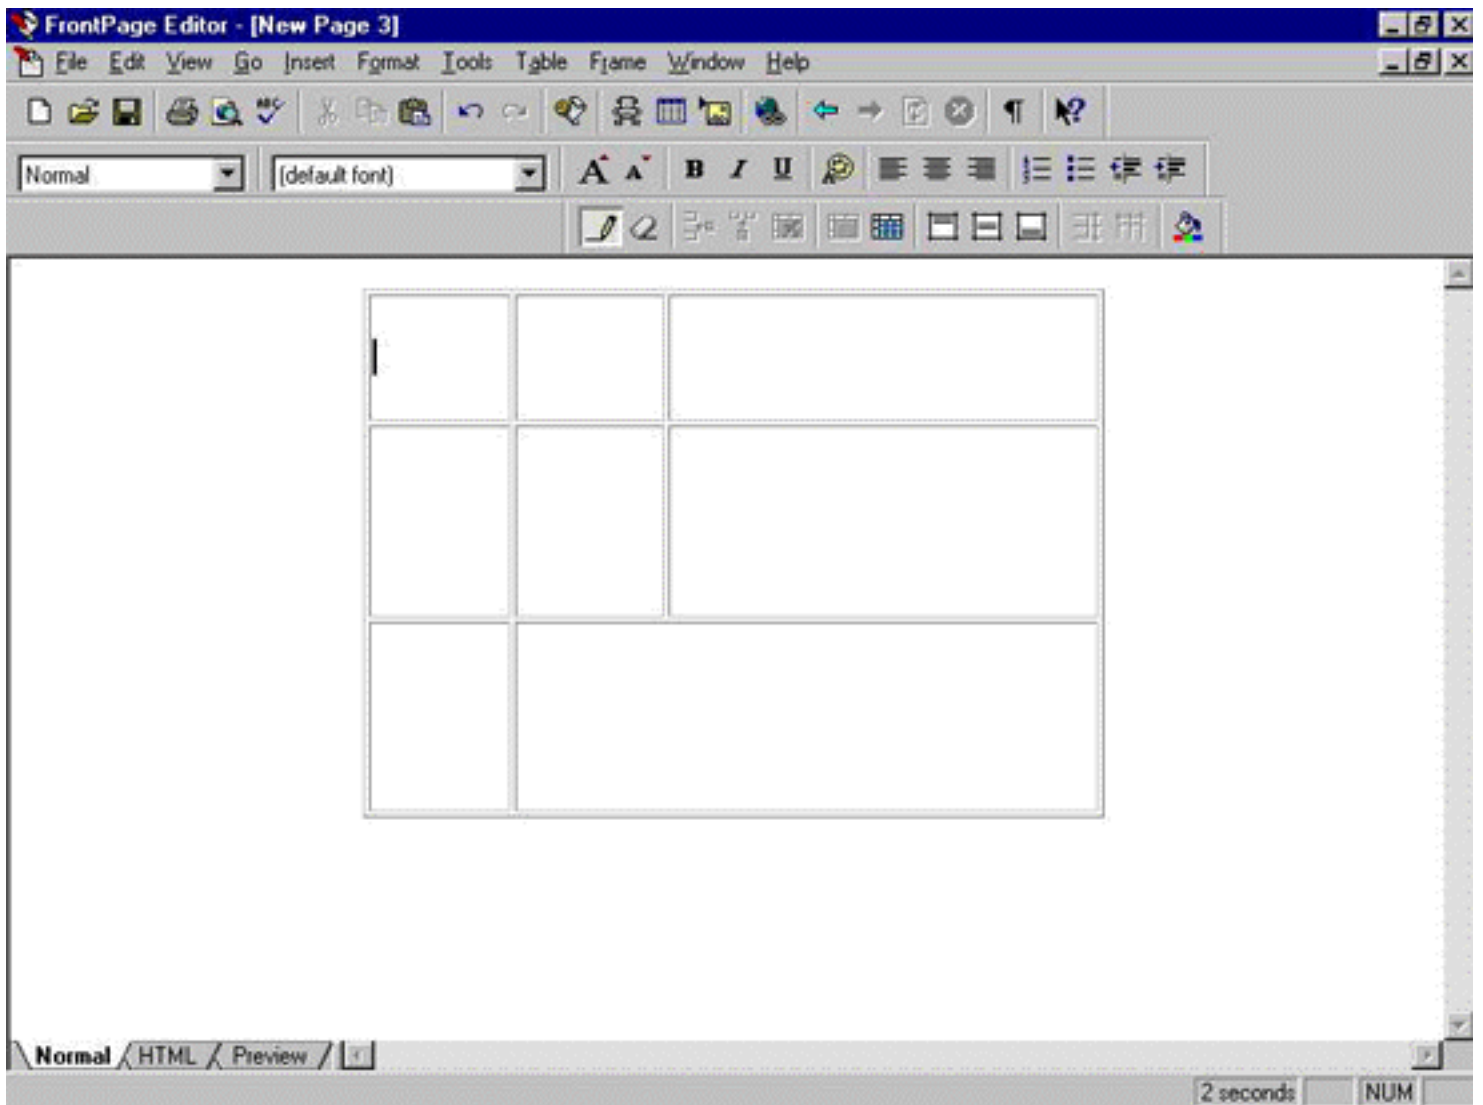 FrontPage Editor - [New Page 3]
File Edit View Go Insert Format Tools Table Frame Window Help
ABC
Normal (default font) A A B I U
Normal HTML Preview
2 seconds NUM